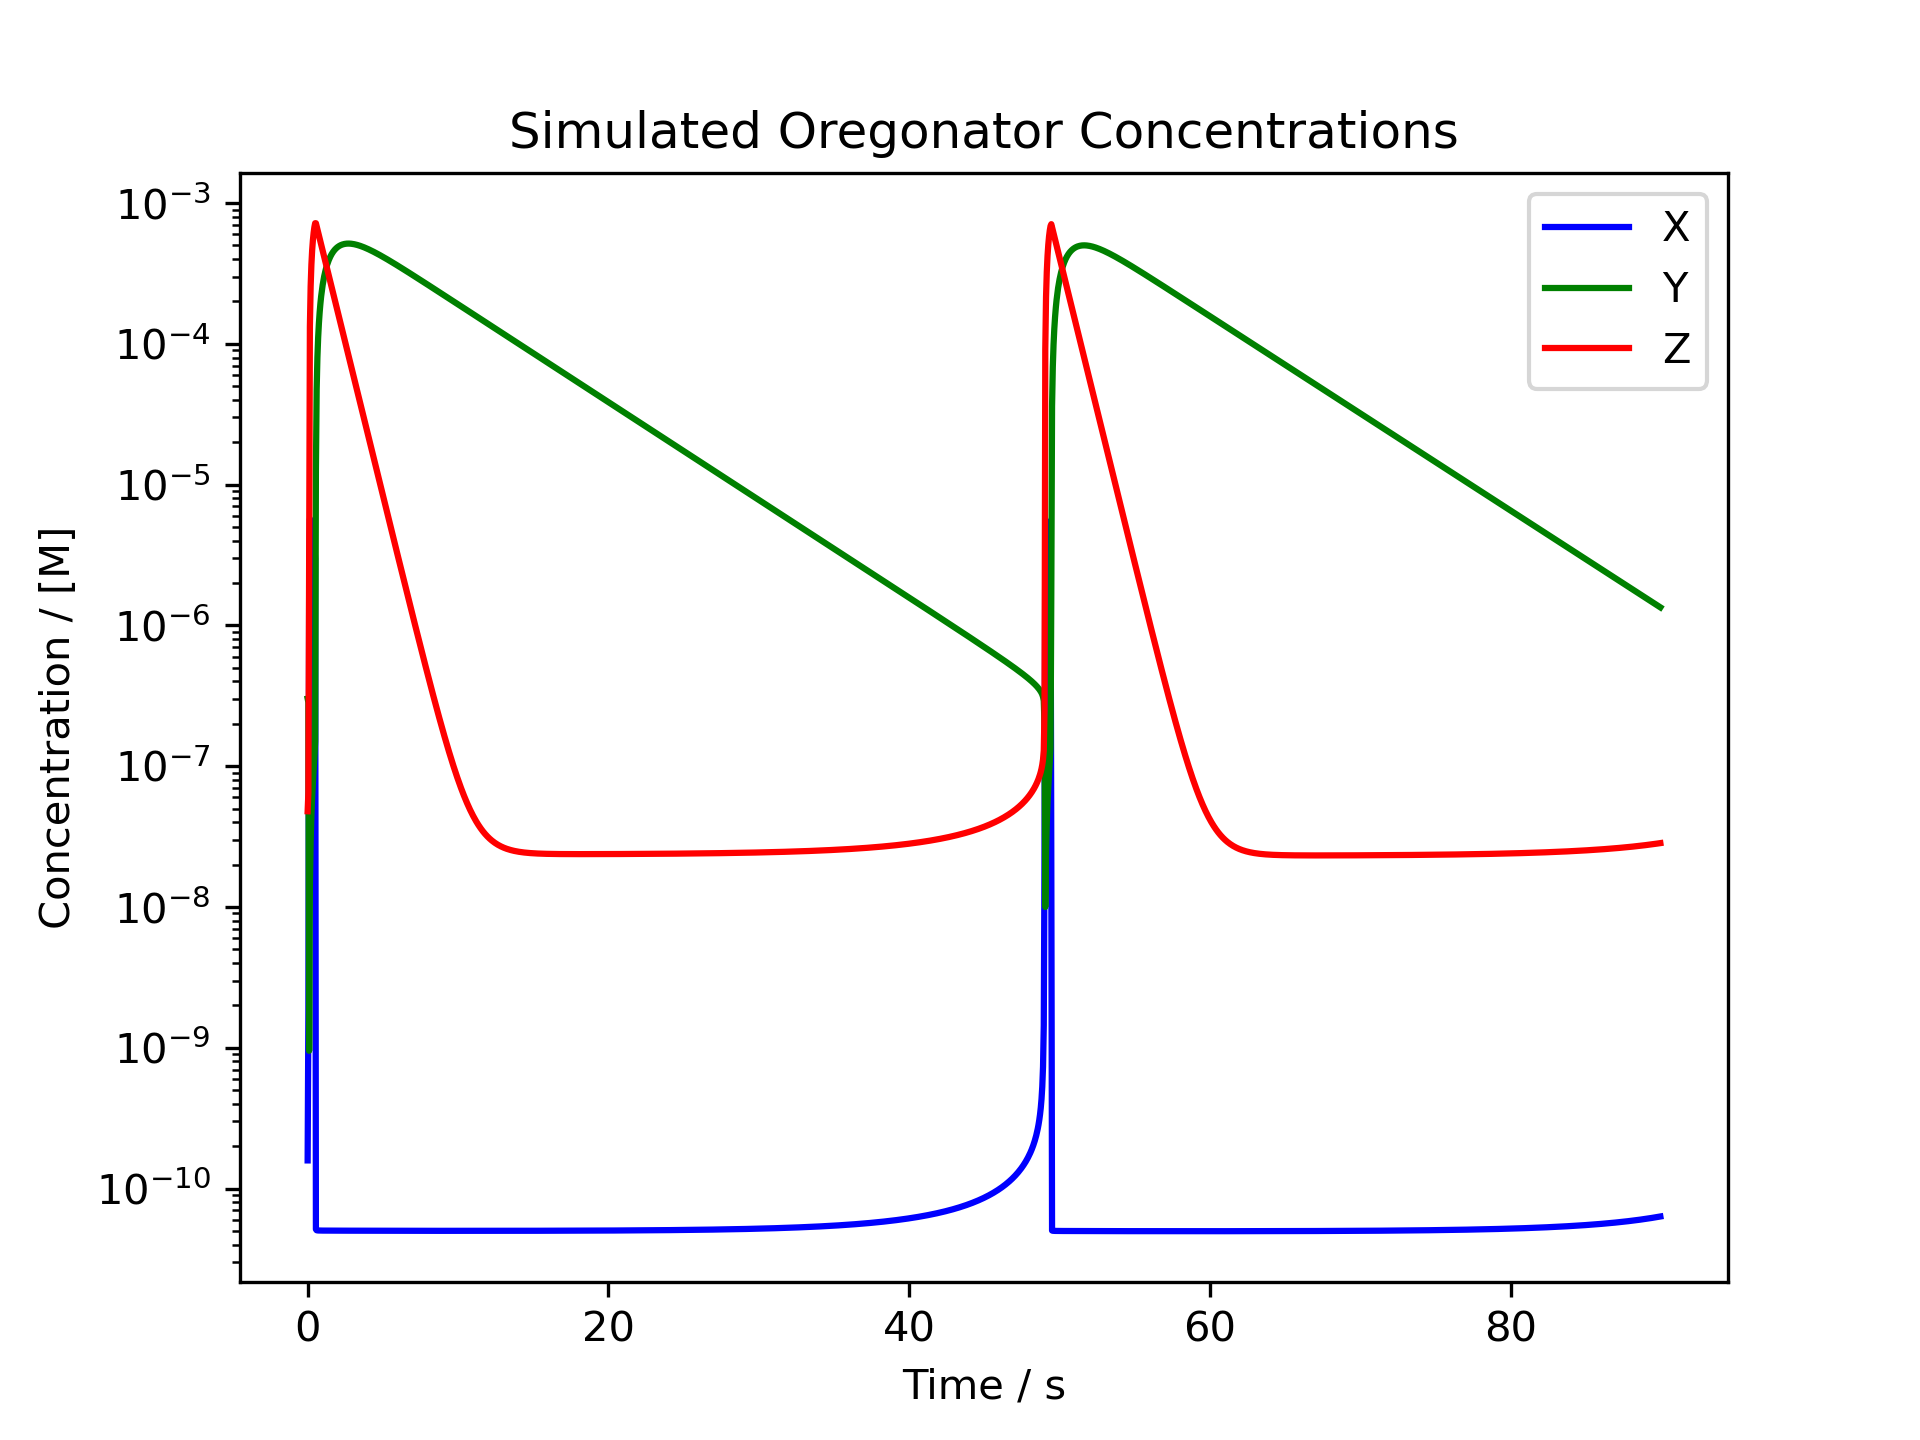 Simulated Oregonator Concentrations
Concentration / [M]
10⁻³
10⁻⁴
10⁻⁵
10⁻⁶
10⁻⁷
10⁻⁸
10⁻⁹
10⁻¹⁰
X
Y
Z
0 20 40 60 80
Time / s